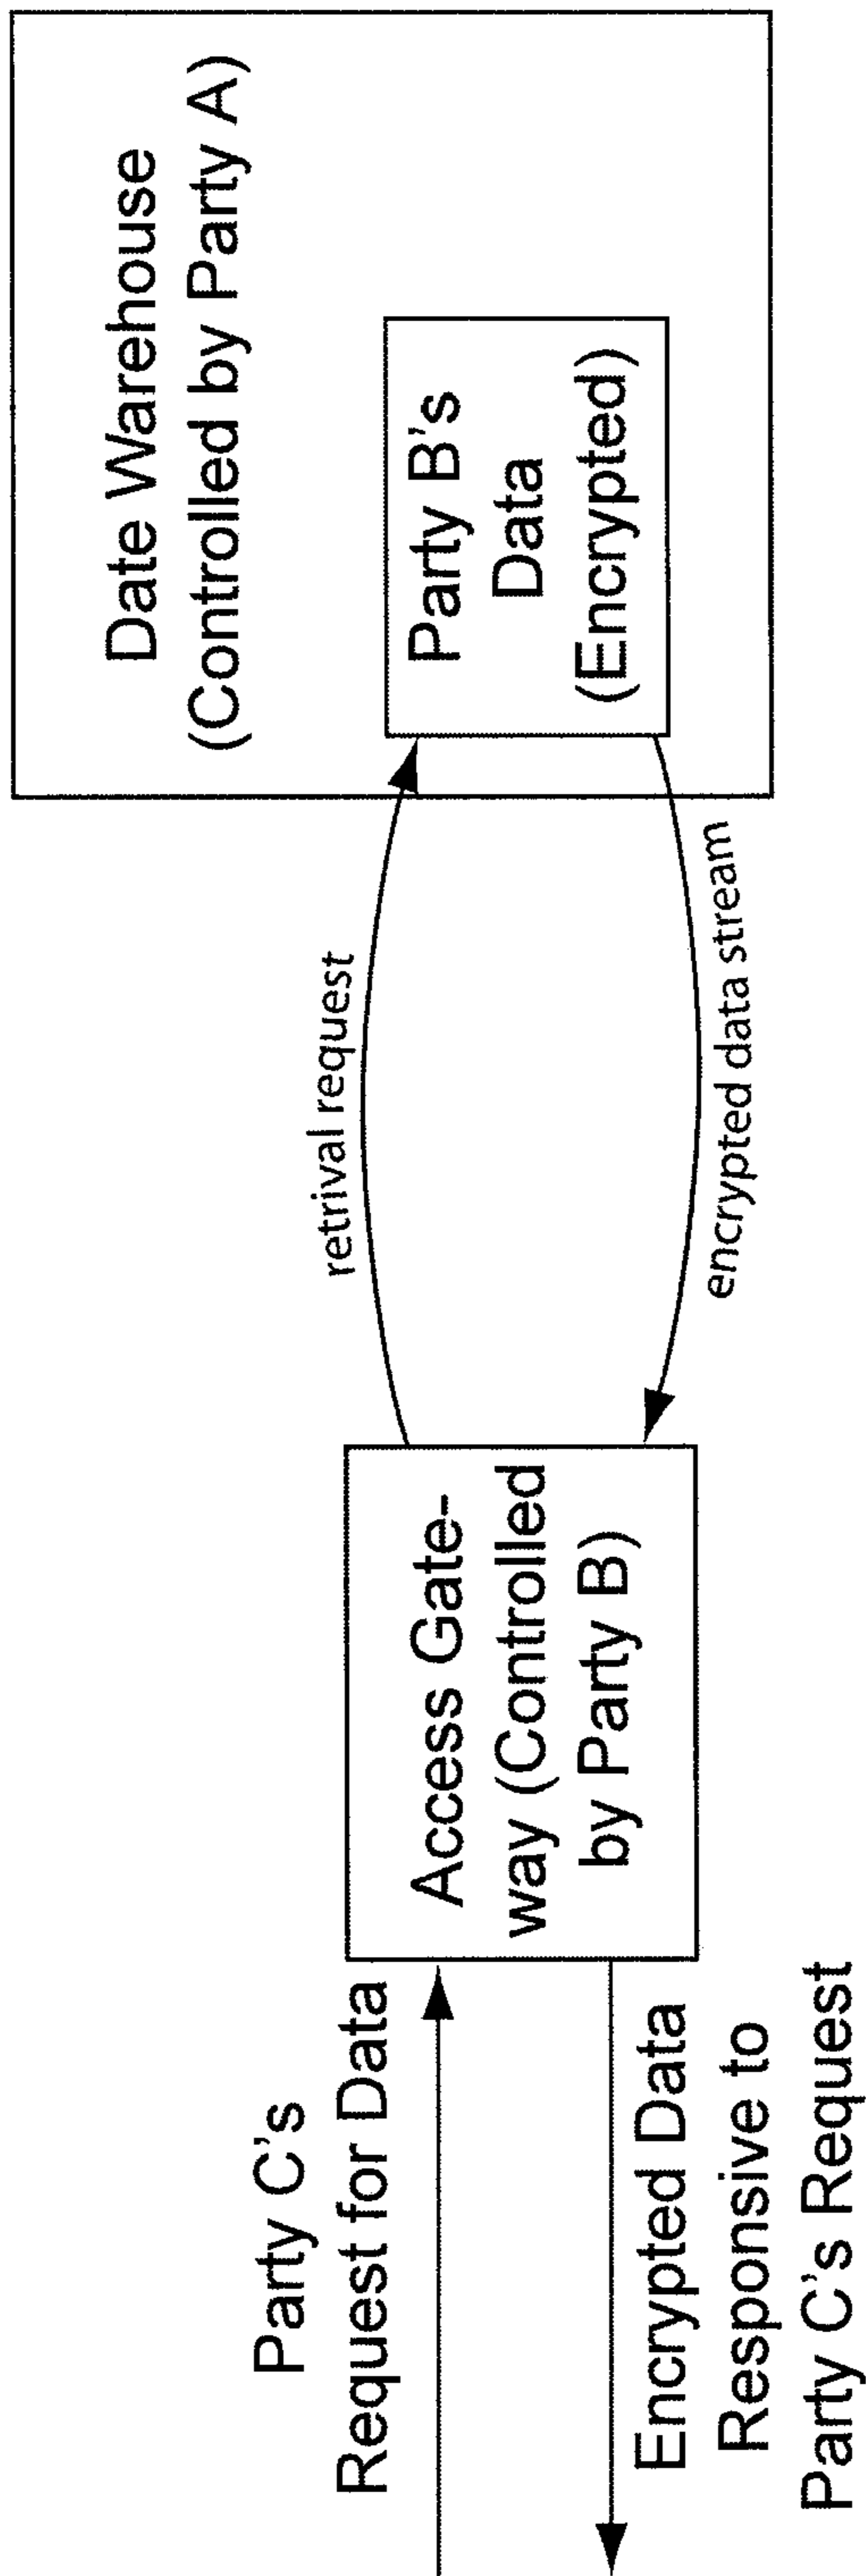 Party C's
Request for Data
Encrypted Data
Responsive to
Party C's Request
Access Gate-
way (Controlled
by Party B)
retrival request
encrypted data stream
Date Warehouse
(Controlled by Party A)
Party B's
Data
(Encrypted)